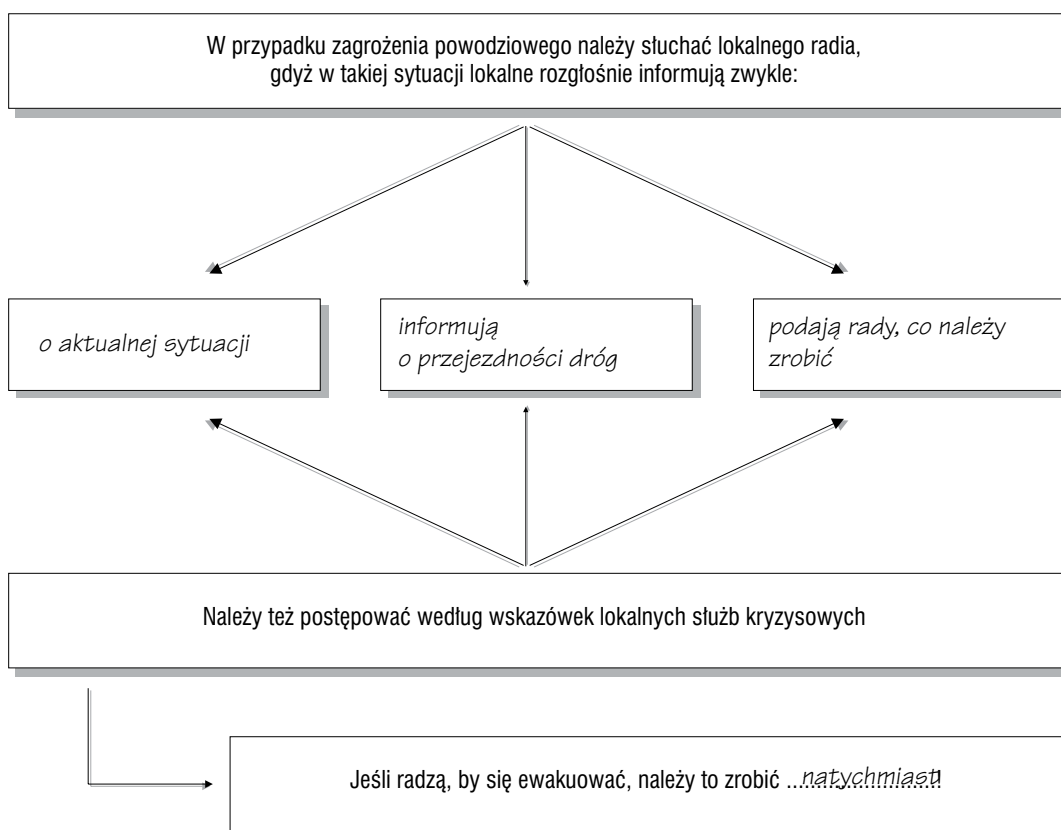 W przypadku zagrożenia powodziowego należy słuchać lokalnego radia,
gdyż w takiej sytuacji lokalne rozgłośnie informują zwykle:
o aktualnej sytuacji
informują
o przejezdności dróg
podają rady, co należy
zrobić
Należy też postępować według wskazówek lokalnych służb kryzysowych
Jeśli radzą, by się ewakuować, należy to zrobić ...natychmiast!